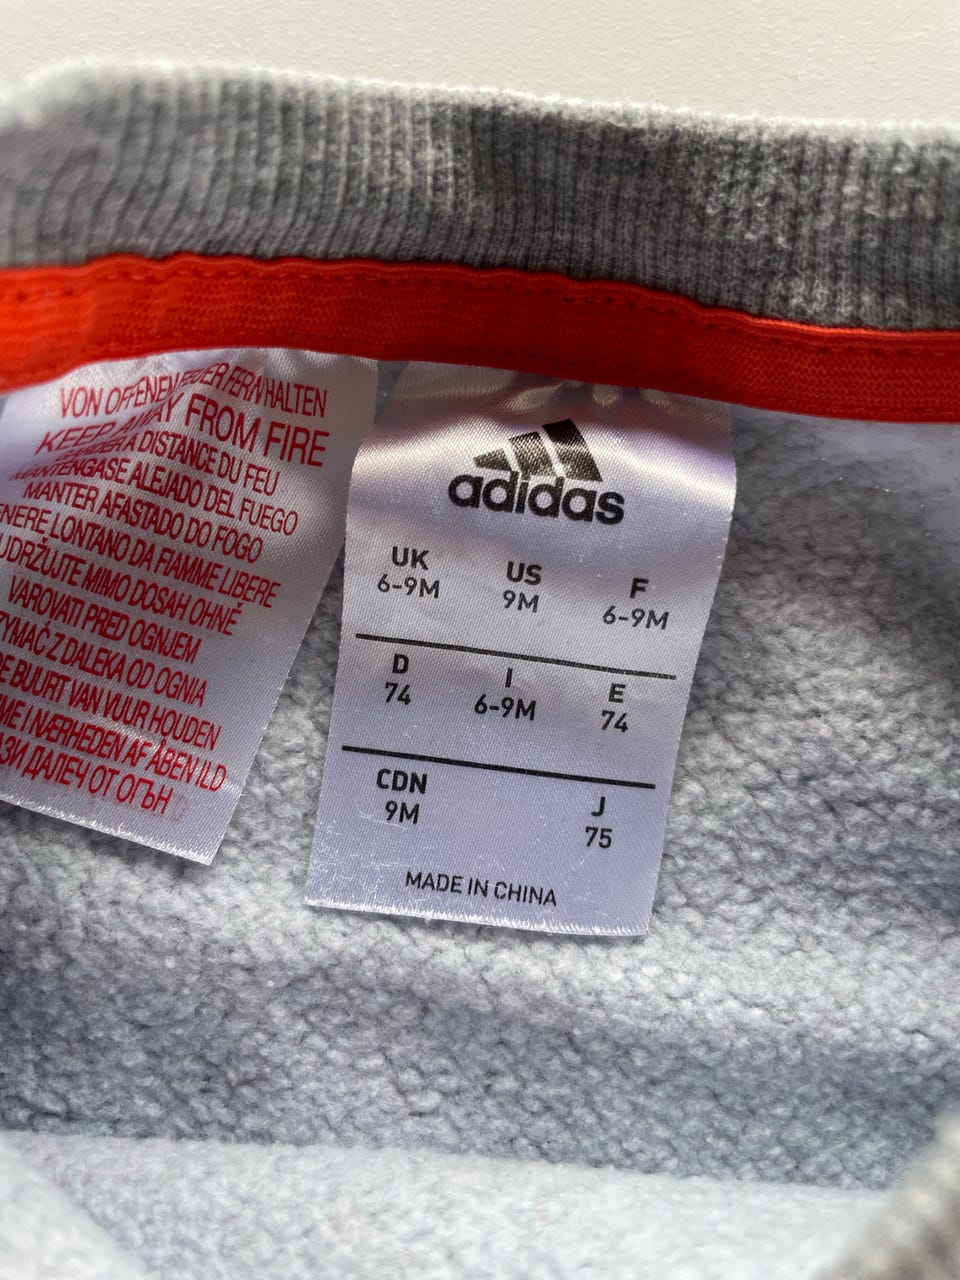 VON OFFENEN FEUER FERN HALTEN
KEEP AWAY FROM FIRE
GARDER A DISTANCE DU FEU
MANTENGASE ALEJADO DEL FUEGO
MANTER AFASTADO DO FOGO
LONTANO DA FIAMME LIBERE
UDRŽUJTE MIMO DOSAH OHNĚ
VAROVATI PRED OGNJEM
Z DALEKA OD OGNIA
BUURT VAN VUUR HOUDEN
I NÆRHEDEN AF ÅBEN ILD
ДАЛЕЧ ОТ ОГЪН
adidas
UK US F
6-9M 9M 6-9M
D I E
74 6-9M 74
CDN J
9M 75
MADE IN CHINA